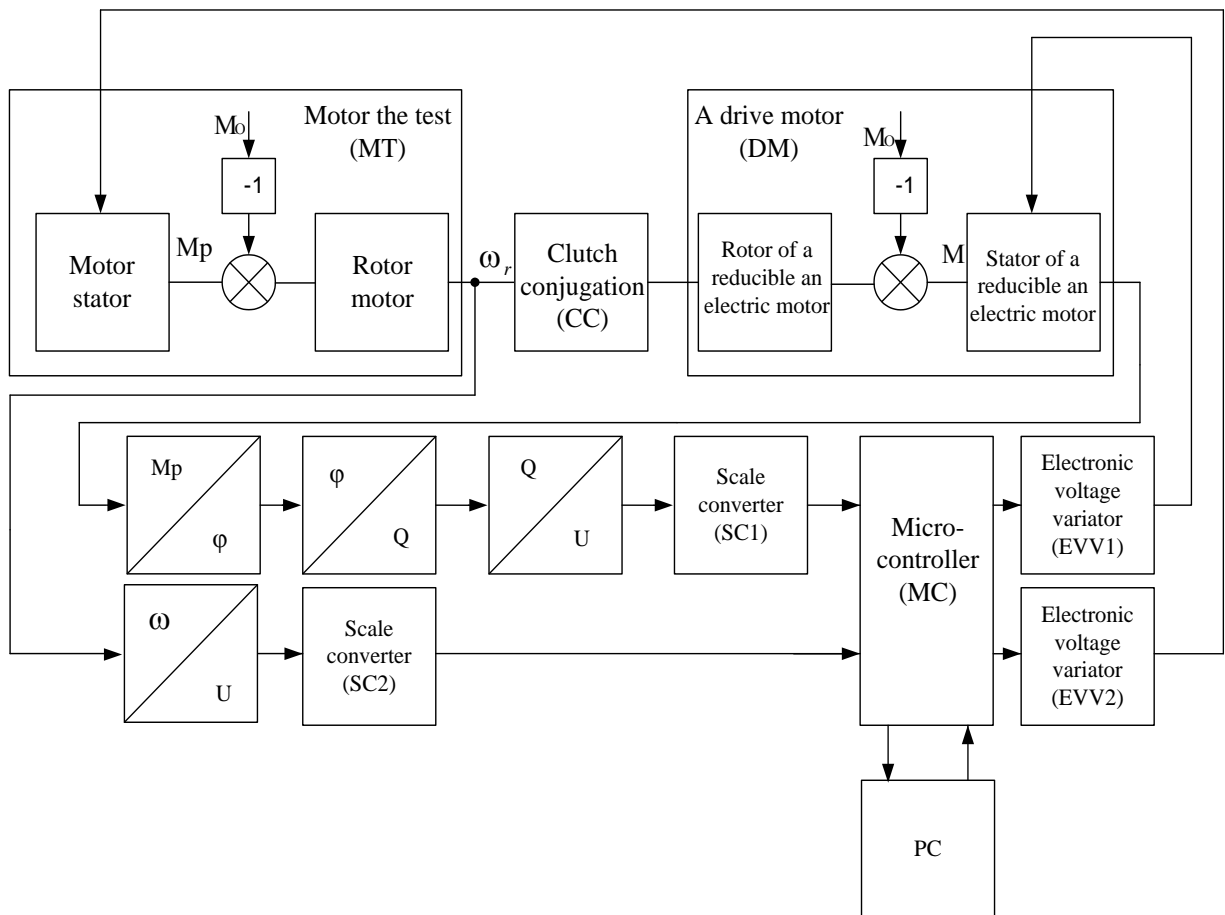 Motor the test
(MT)
Mo
-1
Motor
stator
Mp
Rotor
motor
ωr
Clutch
conjugation
(CC)
A drive motor
(DM)
Mo
-1
Rotor of a
reducible an
electric motor
M
Stator of a
reducible an
electric motor
Mp
φ
φ
Q
Q
U
Scale
converter
(SC1)
Micro-
controller
(MC)
Electronic
voltage
variator
(EVV1)
ω
U
Scale
converter
(SC2)
Electronic
voltage
variator
(EVV2)
PC